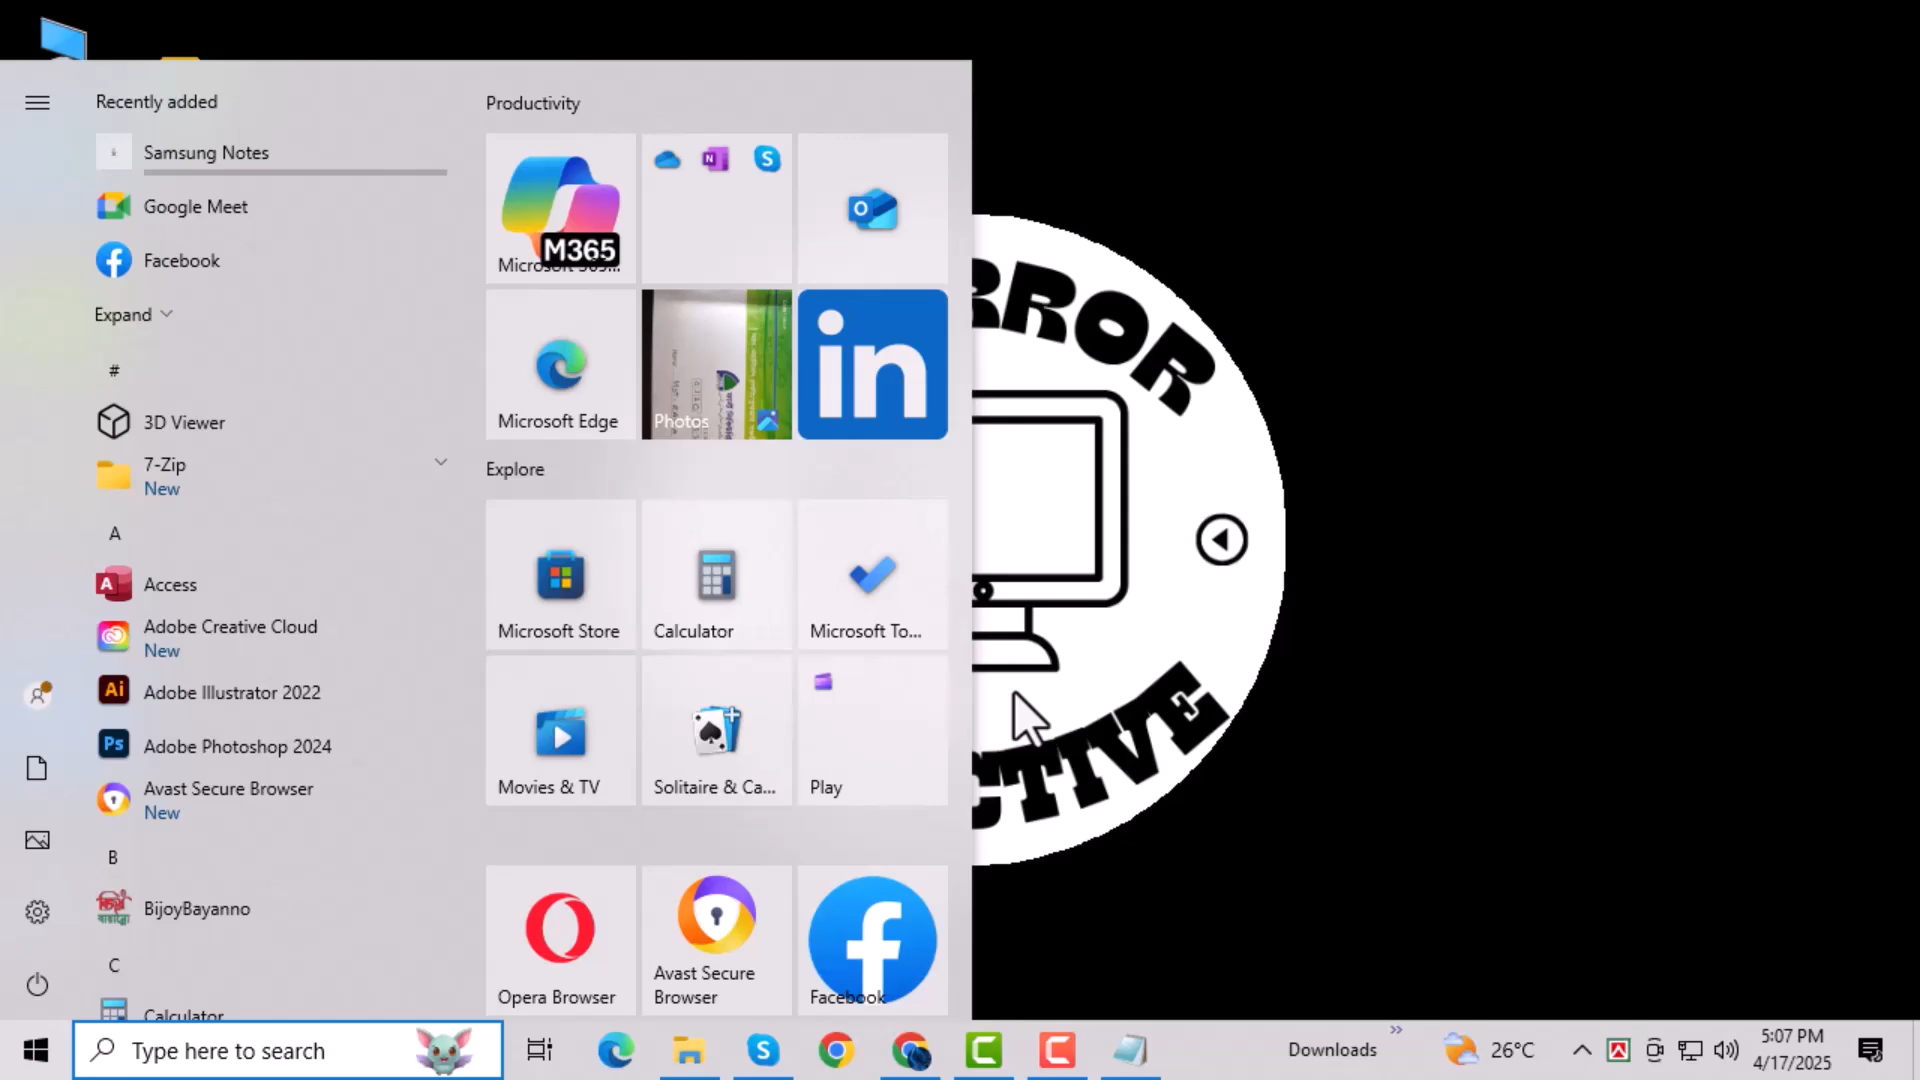 Recently added
Samsung Notes
Google Meet
Facebook
Expand
#
3D Viewer
7-Zip
New
A
Access
Adobe Creative Cloud
New
Adobe Illustrator 2022
Adobe Photoshop 2024
Avast Secure Browser
New
B
BijoyBayanno
C
Calculator
Productivity
M365
Microsoft 365...
Microsoft Edge
Photos
in
Explore
Microsoft Store
Calculator
Microsoft To...
Movies & TV
Solitaire & Ca...
Play
Opera Browser
Avast Secure
Browser
Facebook
RROR
CTIVE
Type here to search
Downloads
26°C
5:07 PM
4/17/2025